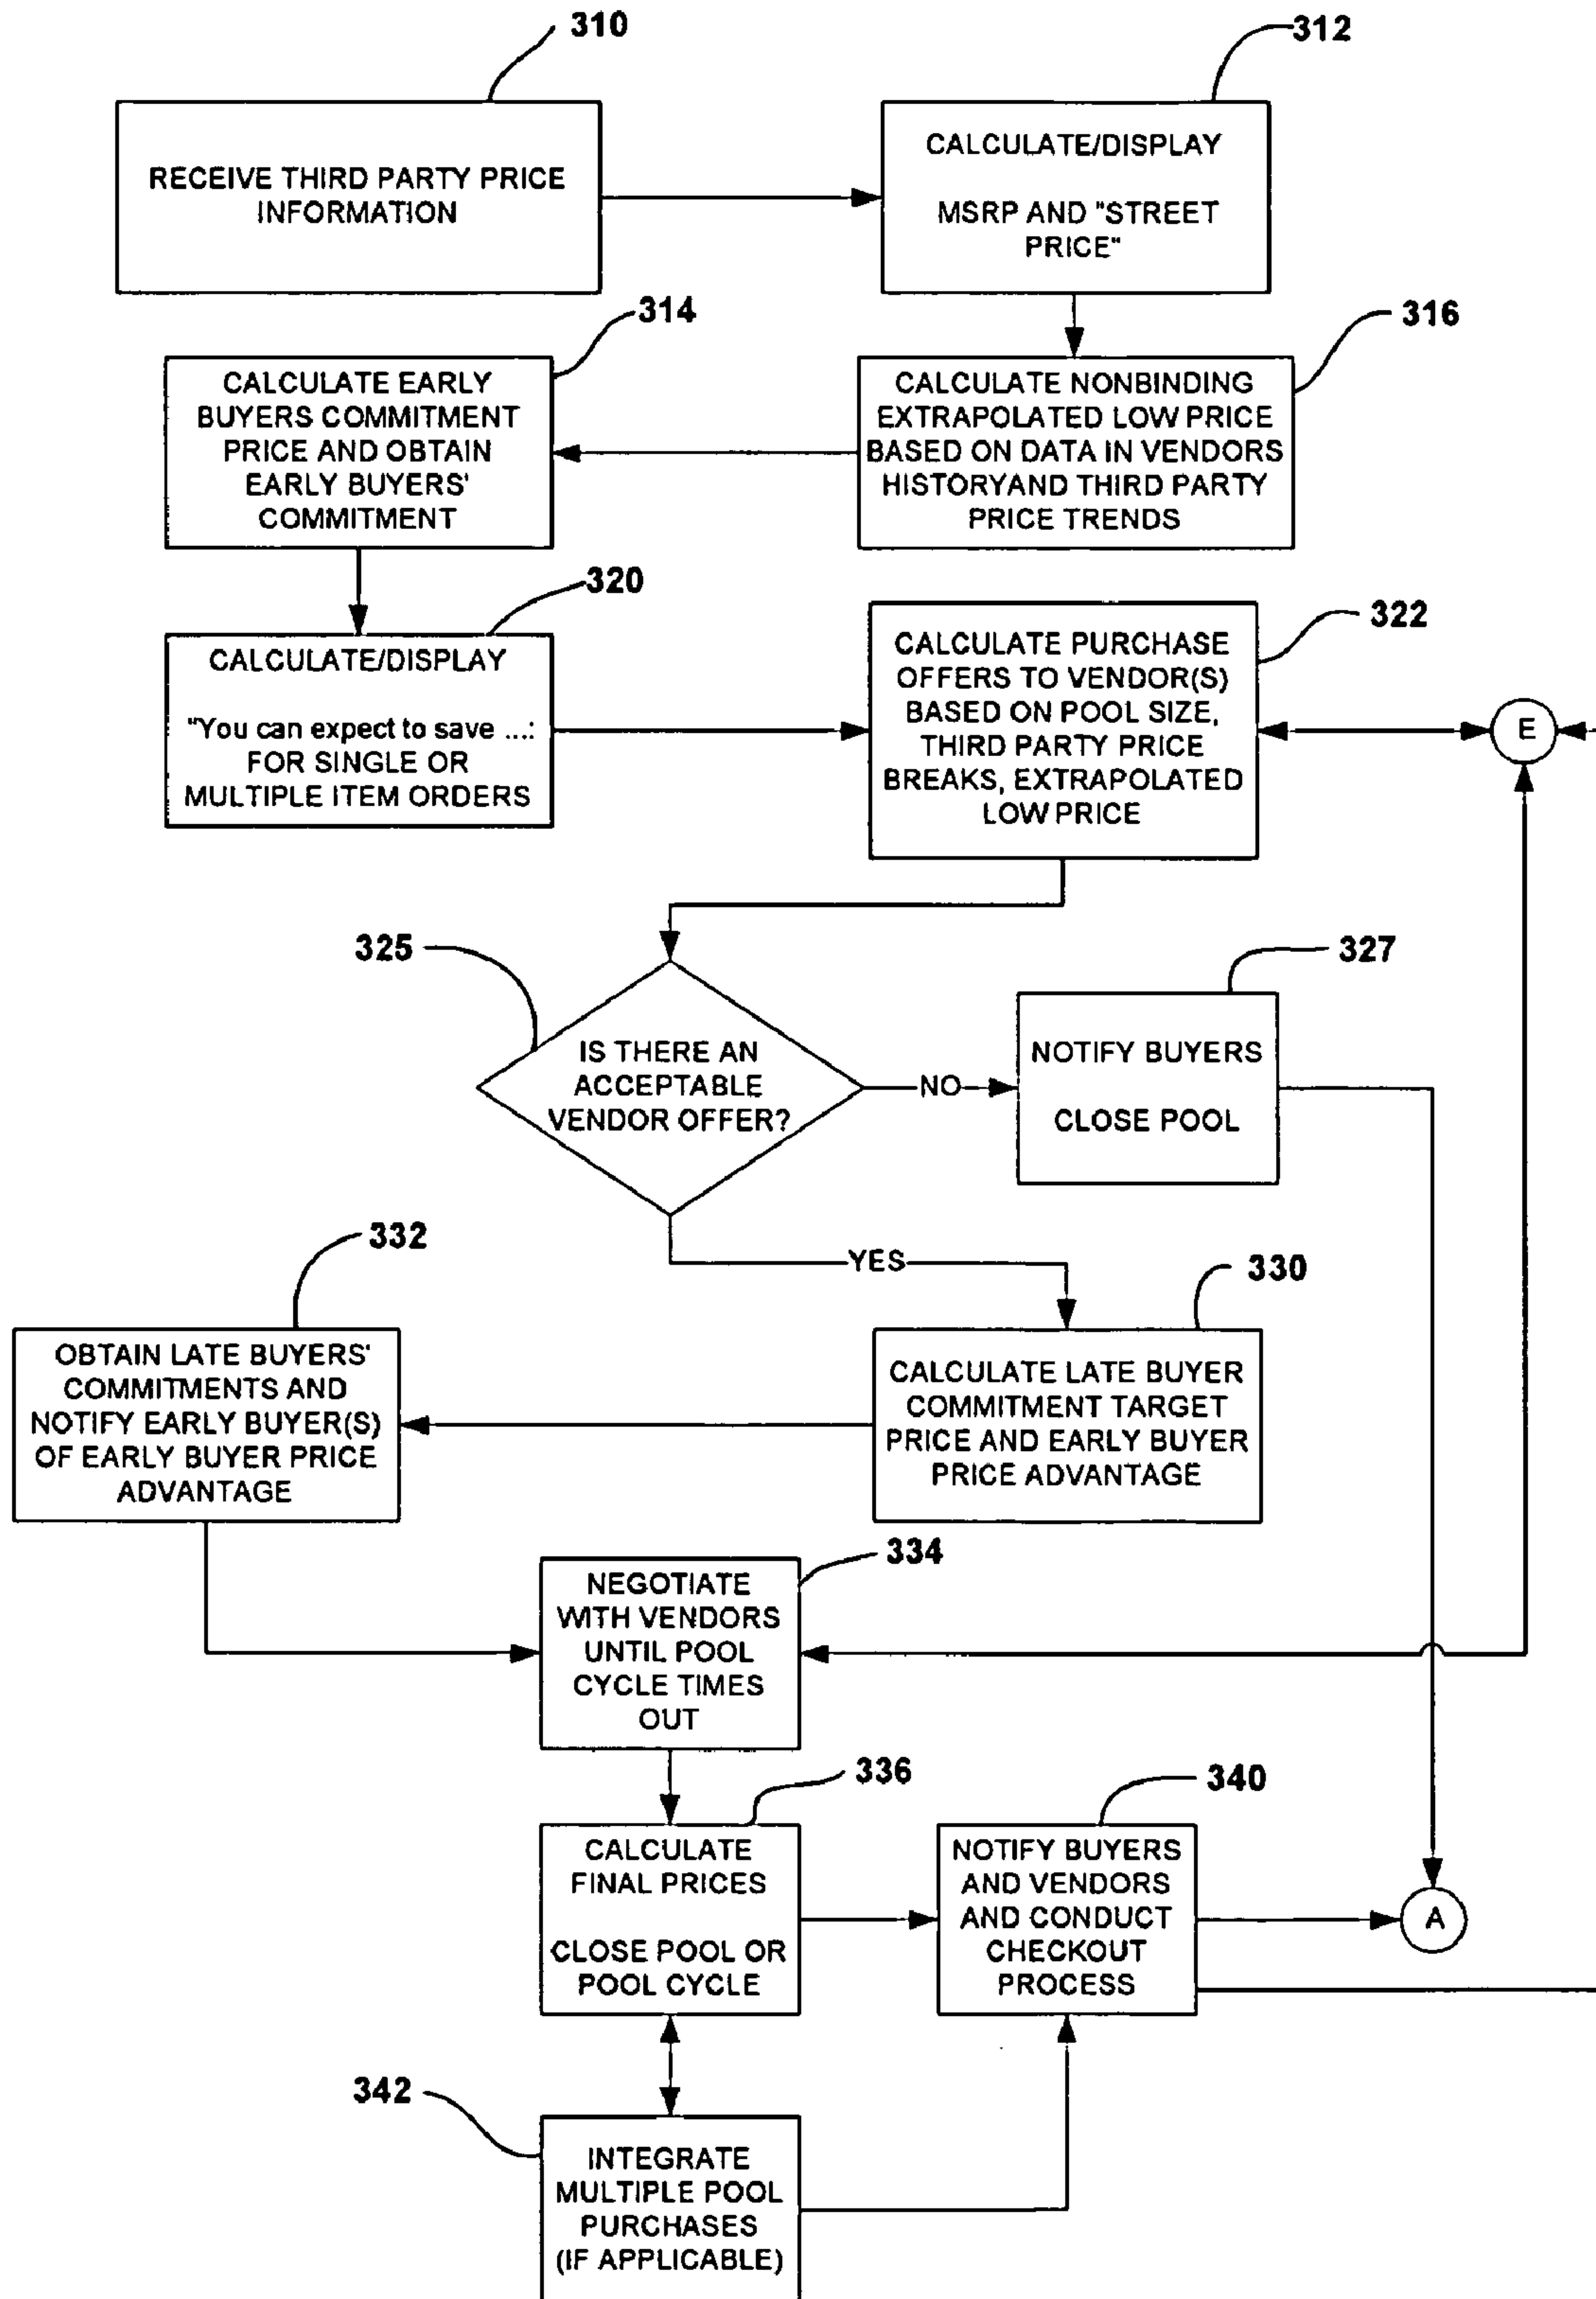 310
312
RECEIVE THIRD PARTY PRICE
INFORMATION
CALCULATE/DISPLAY
MSRP AND "STREET
PRICE"
314
316
CALCULATE EARLY
BUYERS COMMITMENT
PRICE AND OBTAIN
EARLY BUYERS'
COMMITMENT
CALCULATE NONBINDING
EXTRAPOLATED LOW PRICE
BASED ON DATA IN VENDORS
HISTORYAND THIRD PARTY
PRICE TRENDS
320
322
CALCULATE/DISPLAY
"You can expect to save ...:
FOR SINGLE OR
MULTIPLE ITEM ORDERS
CALCULATE PURCHASE
OFFERS TO VENDOR(S)
BASED ON POOL SIZE,
THIRD PARTY PRICE
BREAKS, EXTRAPOLATED
LOW PRICE
E
325
327
IS THERE AN
ACCEPTABLE
VENDOR OFFER?
NO
NOTIFY BUYERS
CLOSE POOL
YES
332
330
OBTAIN LATE BUYERS'
COMMITMENTS AND
NOTIFY EARLY BUYER(S)
OF EARLY BUYER PRICE
ADVANTAGE
CALCULATE LATE BUYER
COMMITMENT TARGET
PRICE AND EARLY BUYER
PRICE ADVANTAGE
334
NEGOTIATE
WITH VENDORS
UNTIL POOL
CYCLE TIMES
OUT
336
340
CALCULATE
FINAL PRICES
CLOSE POOL OR
POOL CYCLE
NOTIFY BUYERS
AND VENDORS
AND CONDUCT
CHECKOUT
PROCESS
A
342
INTEGRATE
MULTIPLE POOL
PURCHASES
(IF APPLICABLE)